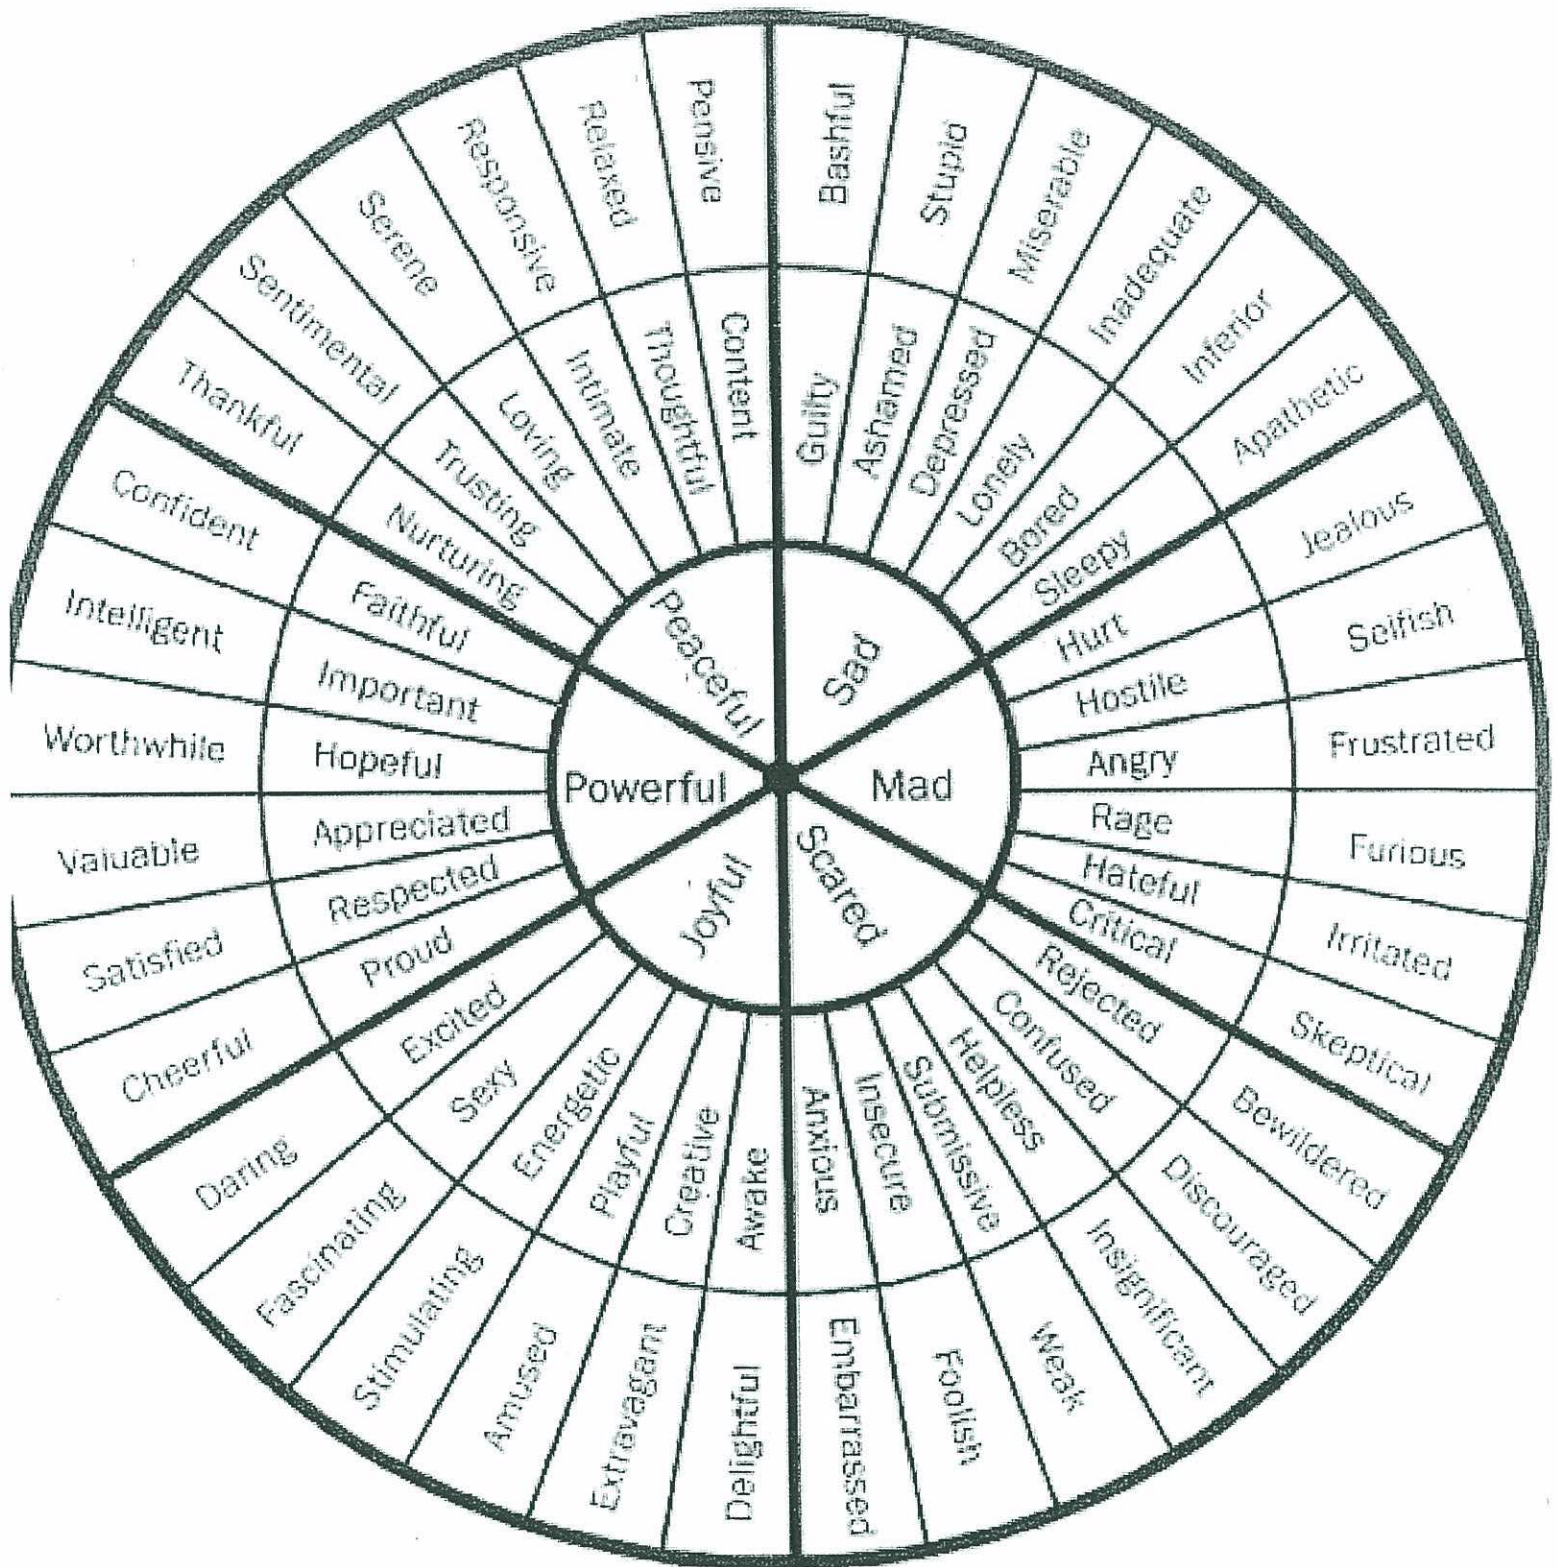 Sad
Mad
Scared
Joyful
Powerful
Peaceful
Guilty
Ashamed
Depressed
Lonely
Bored
Sleepy
Hurt
Hostile
Angry
Rage
Hateful
Critical
Rejected
Confused
Helpless
Submissive
Insecure
Anxious
Awake
Creative
Playful
Energetic
Sexy
Excited
Proud
Respected
Appreciated
Hopeful
Important
Faithful
Nurturing
Trusting
Loving
Intimate
Thoughtful
Content
Bashful
Stupid
Miserable
Inadequate
Inferior
Apathetic
Jealous
Selfish
Frustrated
Furious
Irritated
Skeptical
Bewildered
Discouraged
Insignificant
Weak
Foolish
Embarrassed
Delightful
Extravagant
Amused
Stimulating
Fascinating
Daring
Cheerful
Satisfied
Valuable
Worthwhile
Intelligent
Confident
Thankful
Sentimental
Serene
Responsive
Relaxed
Pensive